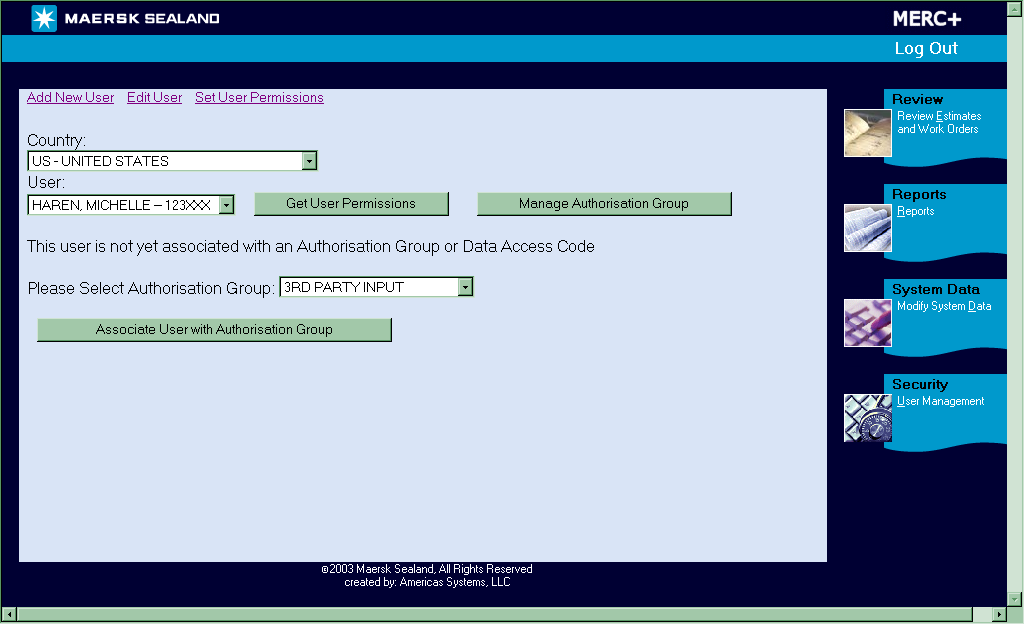 MAERSK SEALAND
MERC+
Log Out
Add New User Edit User Set User Permissions
Country:
US - UNITED STATES
User:
HAREN, MICHELLE – 123XXX Get User Permissions Manage Authorisation Group
This user is not yet associated with an Authorisation Group or Data Access Code
Please Select Authorisation Group: 3RD PARTY INPUT
Associate User with Authorisation Group
Review
Review Estimates
and Work Orders
Reports
Reports
System Data
Modify System Data
Security
User Management
©2003 Maersk Sealand, All Rights Reserved
created by: Americas Systems, LLC